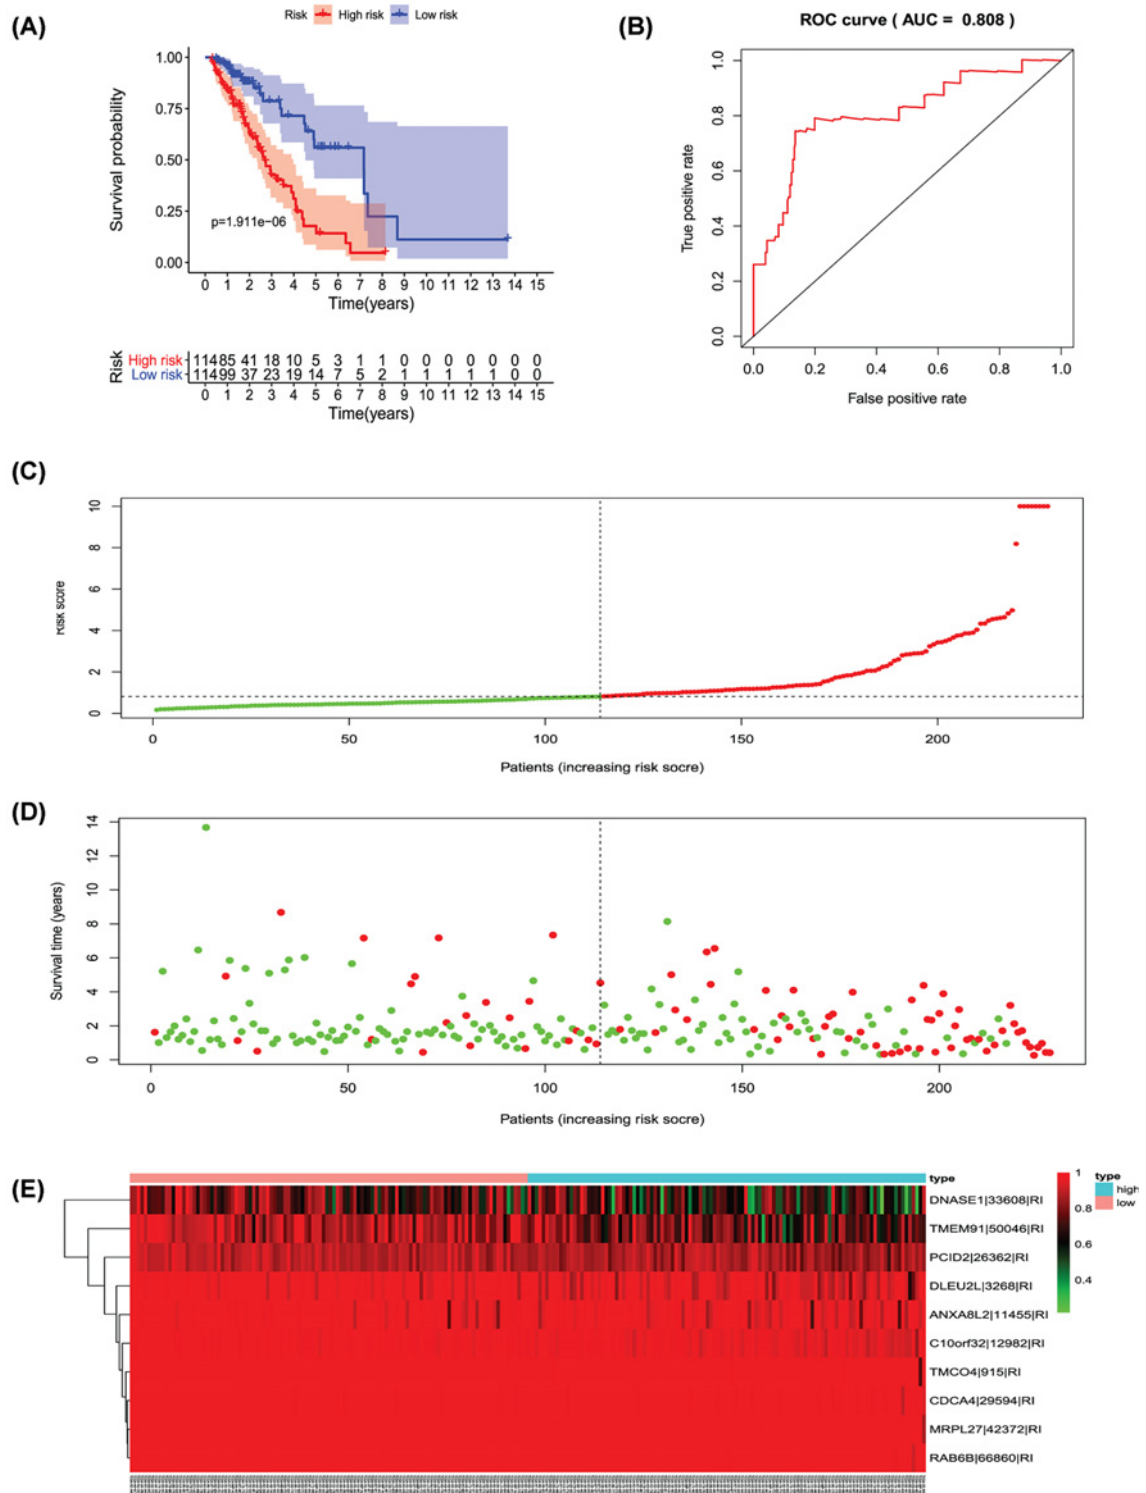 (A)
Risk High risk Low risk
Survival probability
1.00
0.75
0.50
0.25
0.00
p=1.911e-06
0 1 2 3 4 5 6 7 8 9 10 11 12 13 14 15
Time(years)
Risk
High risk 114 85 41 18 10 5 3 1 1 0 0 0 0 0 0 0
Low risk 114 99 37 23 19 14 7 5 2 1 1 1 1 1 0 0
0 1 2 3 4 5 6 7 8 9 10 11 12 13 14 15
Time(years)
(B)
ROC curve ( AUC = 0.808 )
True positive rate
1.0
0.8
0.6
0.4
0.2
0.0
0.0 0.2 0.4 0.6 0.8 1.0
False positive rate
(C)
Risk score
10
8
6
4
2
0
0 50 100 150 200
Patients (increasing risk socre)
(D)
Survival time (years)
14
12
10
8
6
4
2
0
0 50 100 150 200
Patients (increasing risk socre)
(E)
type
DNASE1|33608|RI
TMEM91|50046|RI
PCID2|26362|RI
DLEU2L|3268|RI
ANXA8L2|11455|RI
C10orf32|12982|RI
TMCO4|915|RI
CDCA4|29594|RI
MRPL27|42372|RI
RAB6B|66860|RI
1
0.8
0.6
0.4
type
high
low